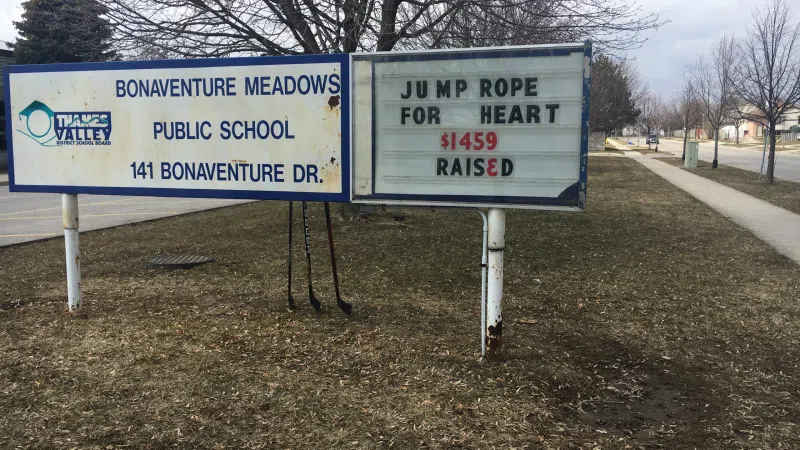 BONAVENTURE MEADOWS
THAMES
VALLEY
DISTRICT SCHOOL BOARD
PUBLIC SCHOOL
141 BONAVENTURE DR.
JUMP ROPE
FOR HEART
$1459
RAISED